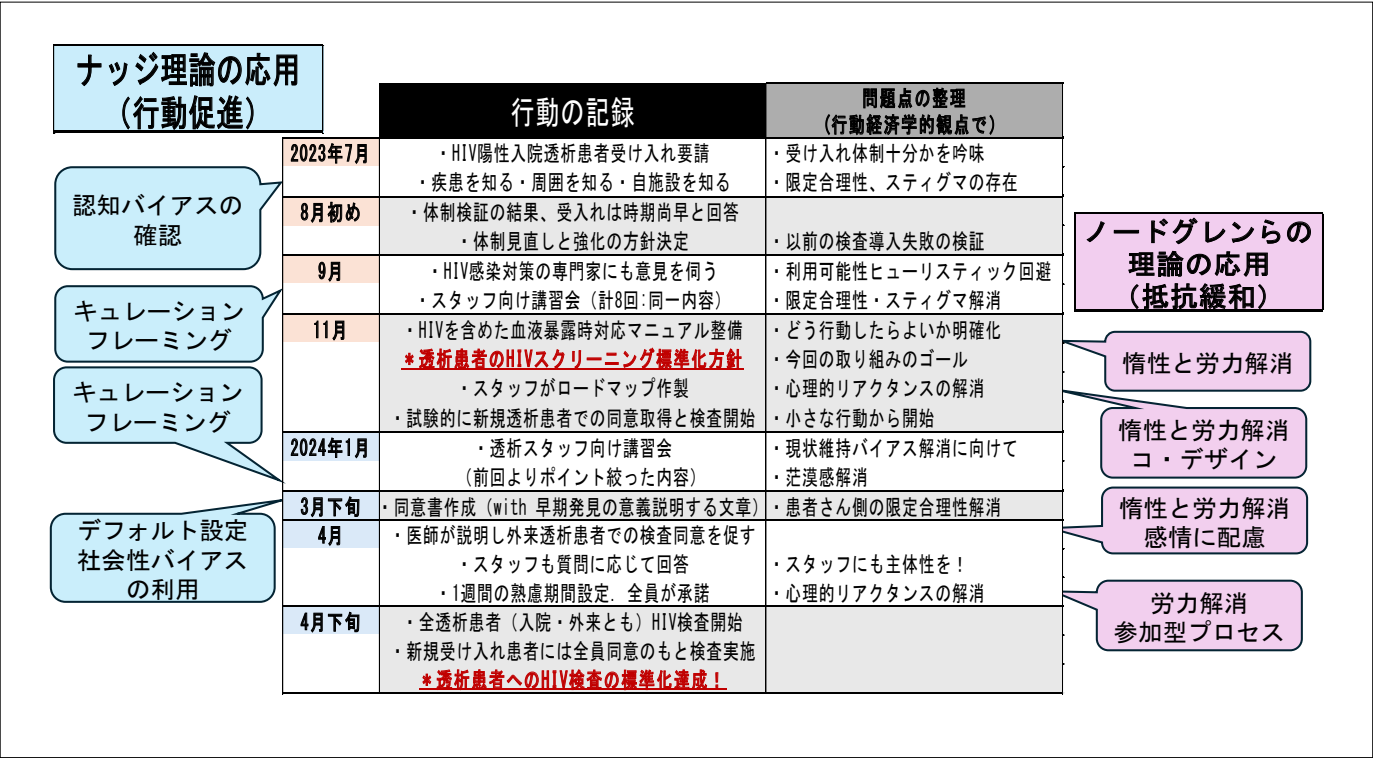 ナッジ理論の応用
（行動促進）
行動の記録
問題点の整理
(行動経済学的観点で)
2023年7月
・HIV陽性入院透析患者受け入れ要請
・受け入れ体制十分かを吟味
・疾患を知る・周囲を知る・自施設を知る
・限定合理性、スティグマの存在
認知バイアスの
確認
8月初め
・体制検証の結果、受入れは時期尚早と回答
・体制見直しと強化の方針決定
・以前の検査導入失敗の検証
ノードグレンらの
理論の応用
（抵抗緩和）
9月
・HIV感染対策の専門家にも意見を伺う
・利用可能性ヒューリスティック回避
・スタッフ向け講習会（計8回:同一内容）
・限定合理性・スティグマ解消
キュレーション
フレーミング
11月
・HIVを含めた血液暴露時対応マニュアル整備
・どう行動したらよいか明確化
＊透析患者のHIVスクリーニング標準化方針
・今回の取り組みのゴール
・スタッフがロードマップ作製
・心理的リアクタンスの解消
・試験的に新規透析患者での同意取得と検査開始
・小さな行動から開始
惰性と労力解消
キュレーション
フレーミング
惰性と労力解消
コ・デザイン
2024年1月
・透析スタッフ向け講習会
・現状維持バイアス解消に向けて
(前回よりポイント絞った内容)
・茫漠感解消
3月下旬
・同意書作成（with 早期発見の意義説明する文章）
・患者さん側の限定合理性解消
デフォルト設定
社会性バイアス
の利用
惰性と労力解消
感情に配慮
4月
・医師が説明し外来透析患者での検査同意を促す
・スタッフも質問に応じて回答
・スタッフにも主体性を！
・1週間の熟慮期間設定．全員が承諾
・心理的リアクタンスの解消
労力解消
参加型プロセス
4月下旬
・全透析患者（入院・外来とも）HIV検査開始
・新規受け入れ患者には全員同意のもと検査実施
＊透析患者へのHIV検査の標準化達成！